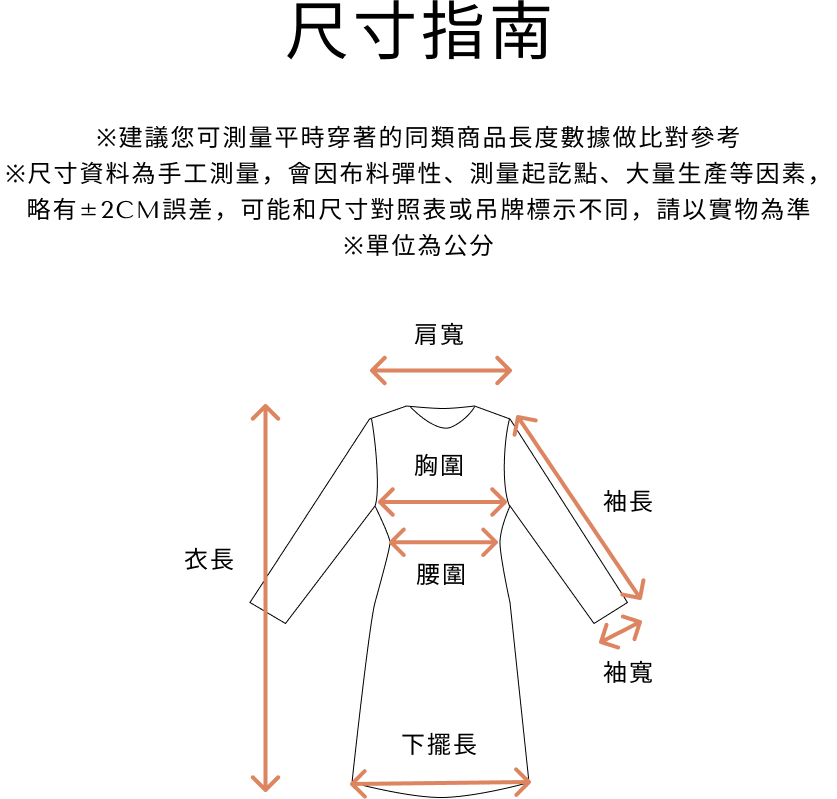 尺寸指南
※建議您可測量平時穿著的同類商品長度數據做比對參考
※尺寸資料為手工測量，會因布料彈性、測量起訖點、大量生產等因素，
略有±2CM誤差，可能和尺寸對照表或吊牌標示不同，請以實物為準
※單位為公分
肩寬
胸圍
袖長
衣長
腰圍
袖寬
下擺長